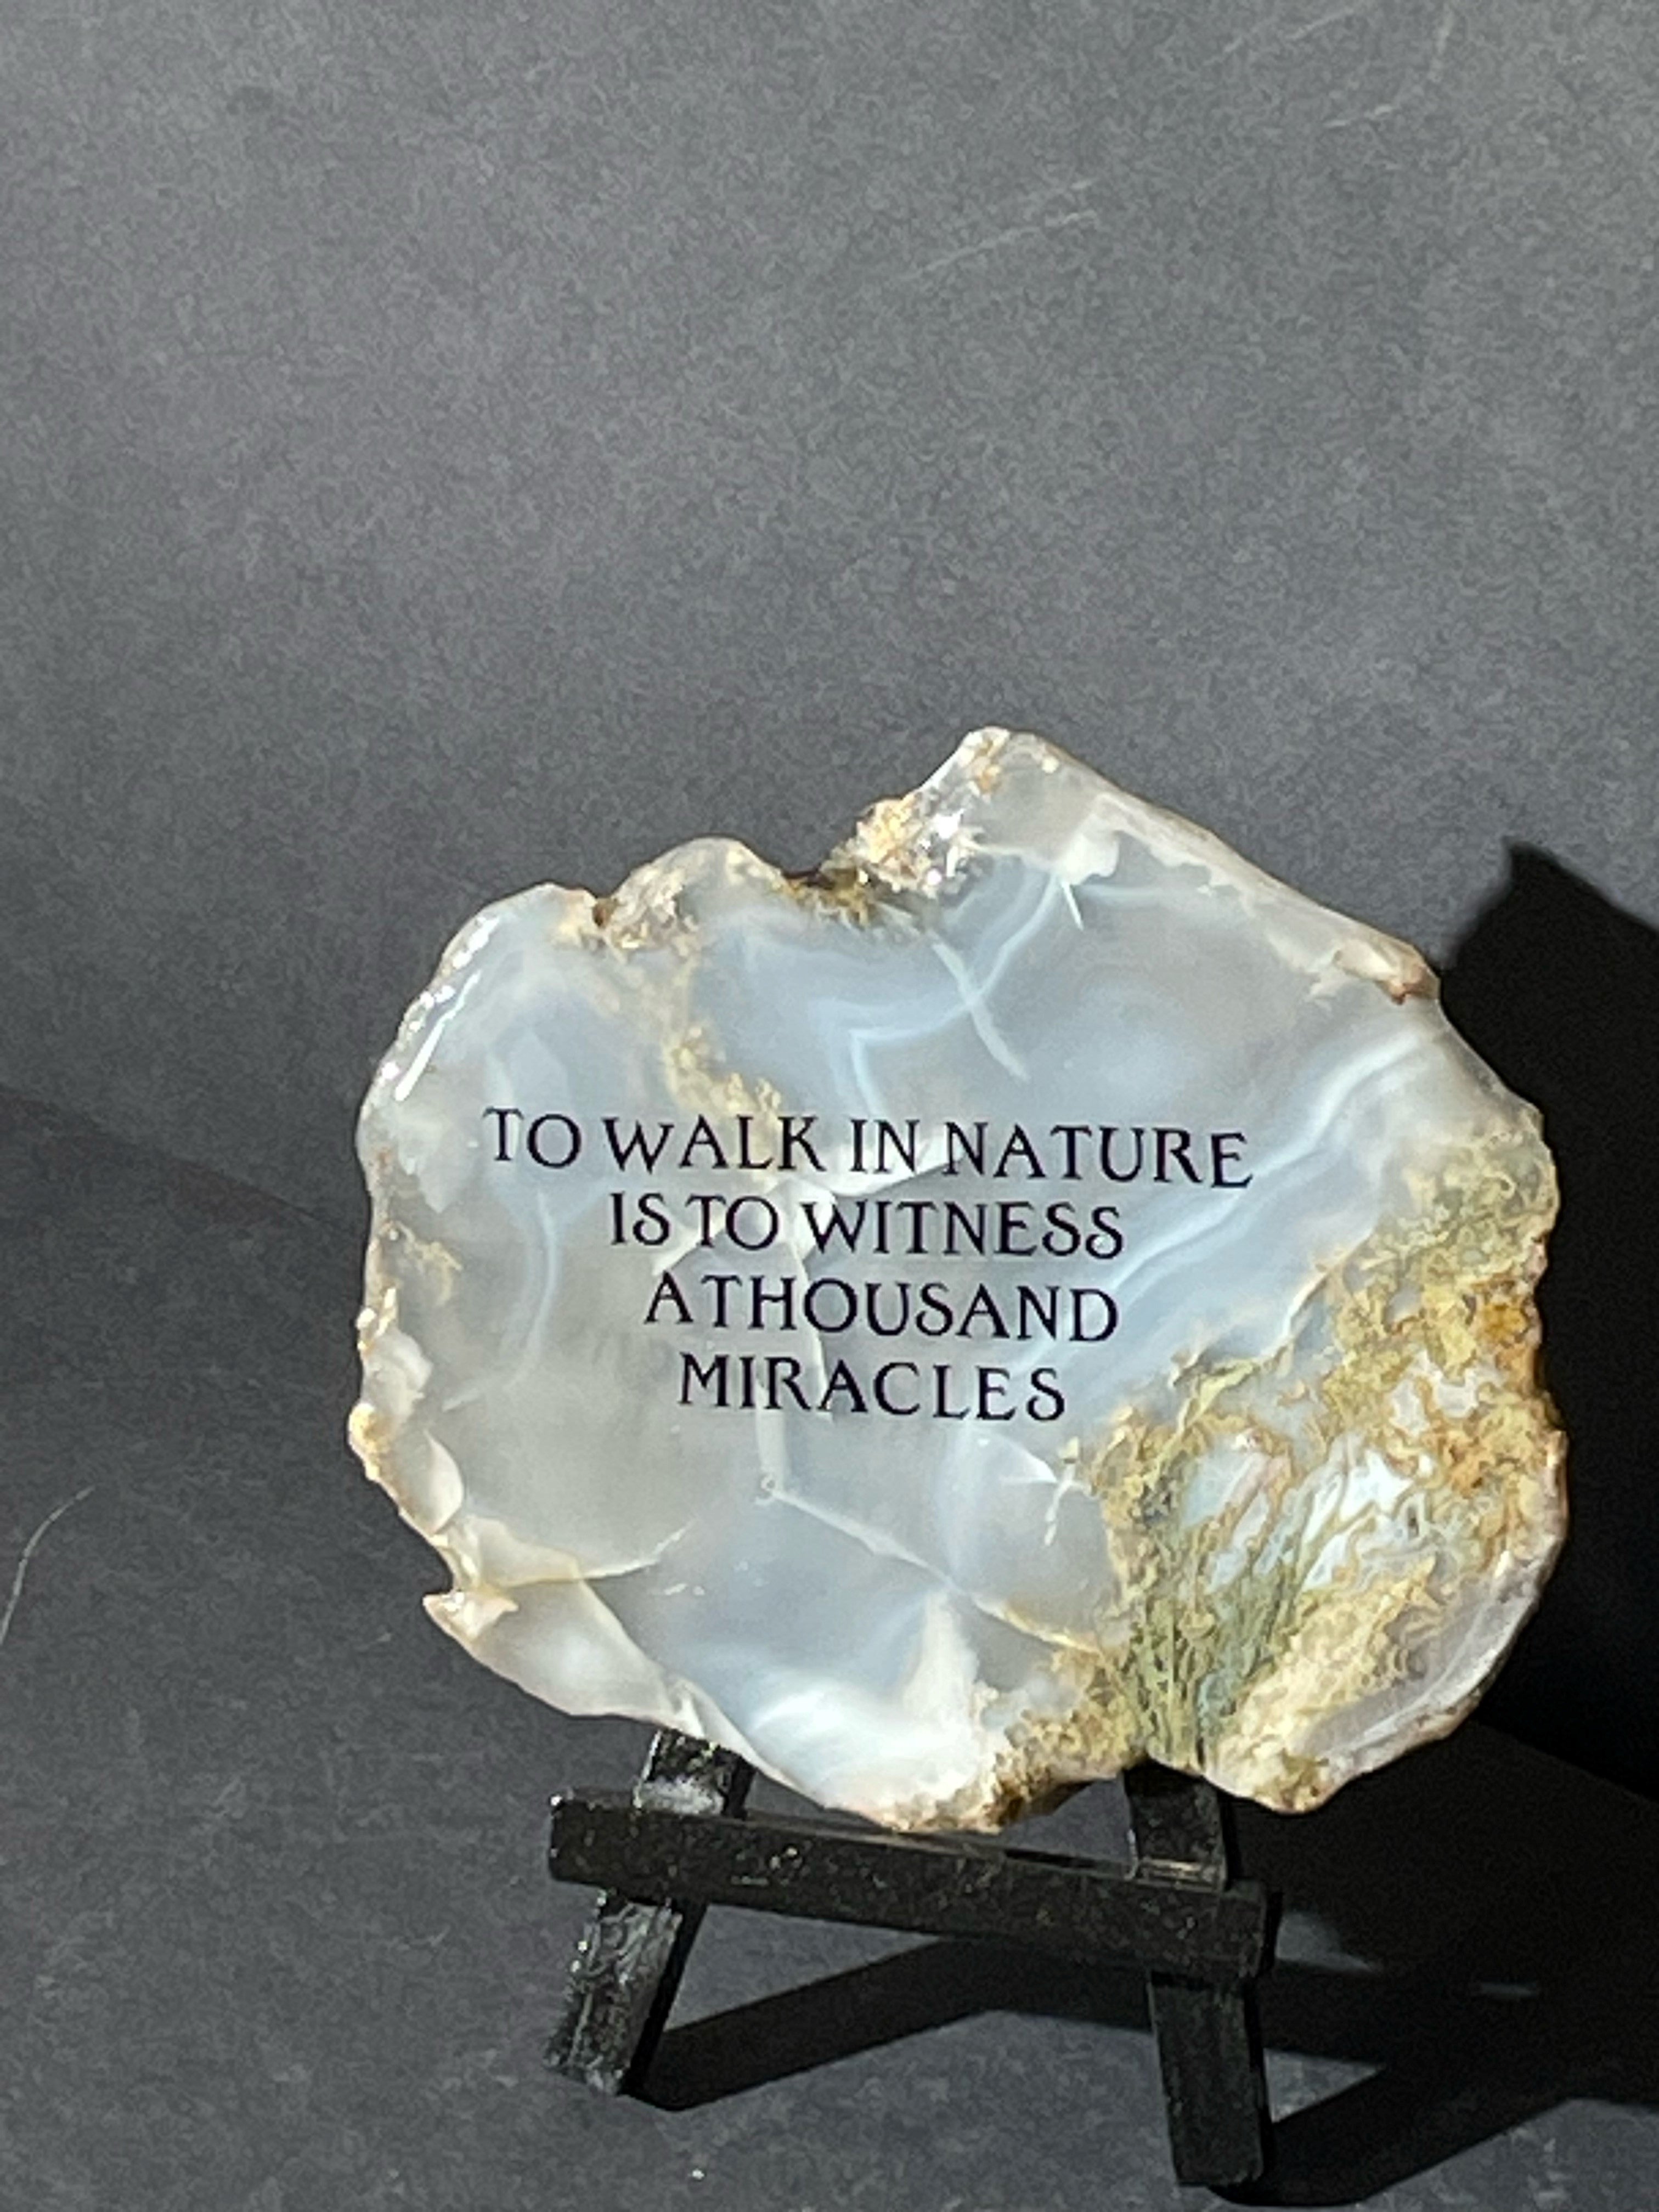 TO WALK IN NATURE
IS TO WITNESS
A THOUSAND
MIRACLES